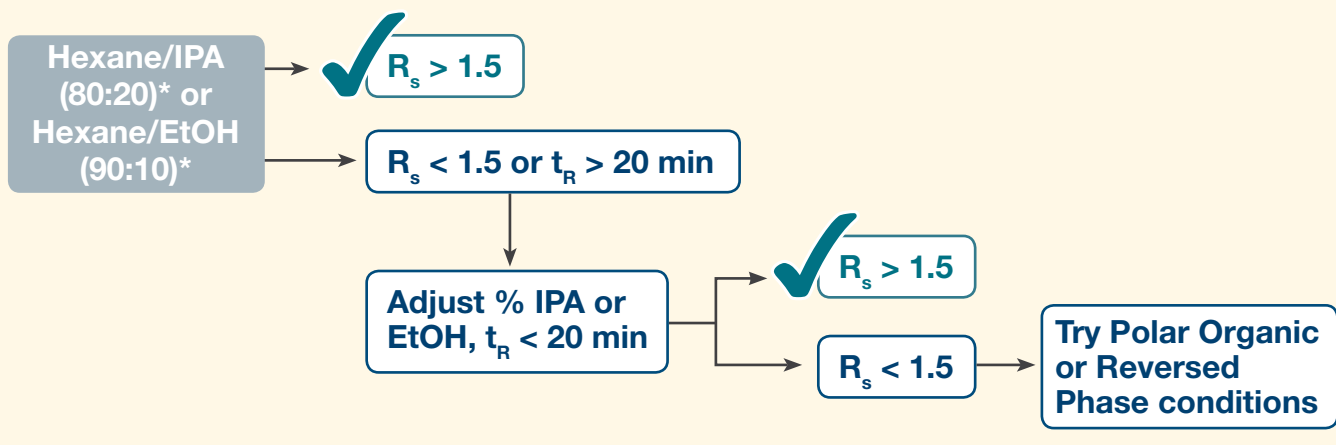 Hexane/IPA
(80:20)* or
Hexane/EtOH
(90:10)*
Rs > 1.5
Rs < 1.5 or tR > 20 min
Adjust % IPA or
EtOH, tR < 20 min
Rs > 1.5
Rs < 1.5
Try Polar Organic
or Reversed
Phase conditions